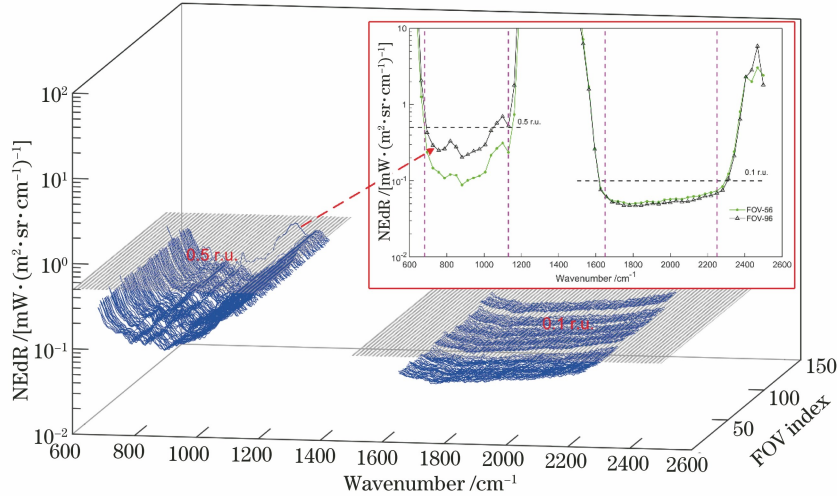 10
1
10⁻¹
10⁻²
NEdR /[mW·(m²·sr·cm⁻¹)⁻¹]
0.5 r.u.
0.1 r.u.
FOV-56
FOV-96
600 800 1000 1200 1400 1600 1800 2000 2200 2400 2600
Wavenumber /cm⁻¹
NEdR /[mW·(m²·sr·cm⁻¹)⁻¹]
10²
10¹
10⁰
10⁻¹
10⁻²
0.5 r.u.
0.1 r.u.
150
100
50
FOV index
600 800 1000 1200 1400 1600 1800 2000 2200 2400 2600
Wavenumber /cm⁻¹